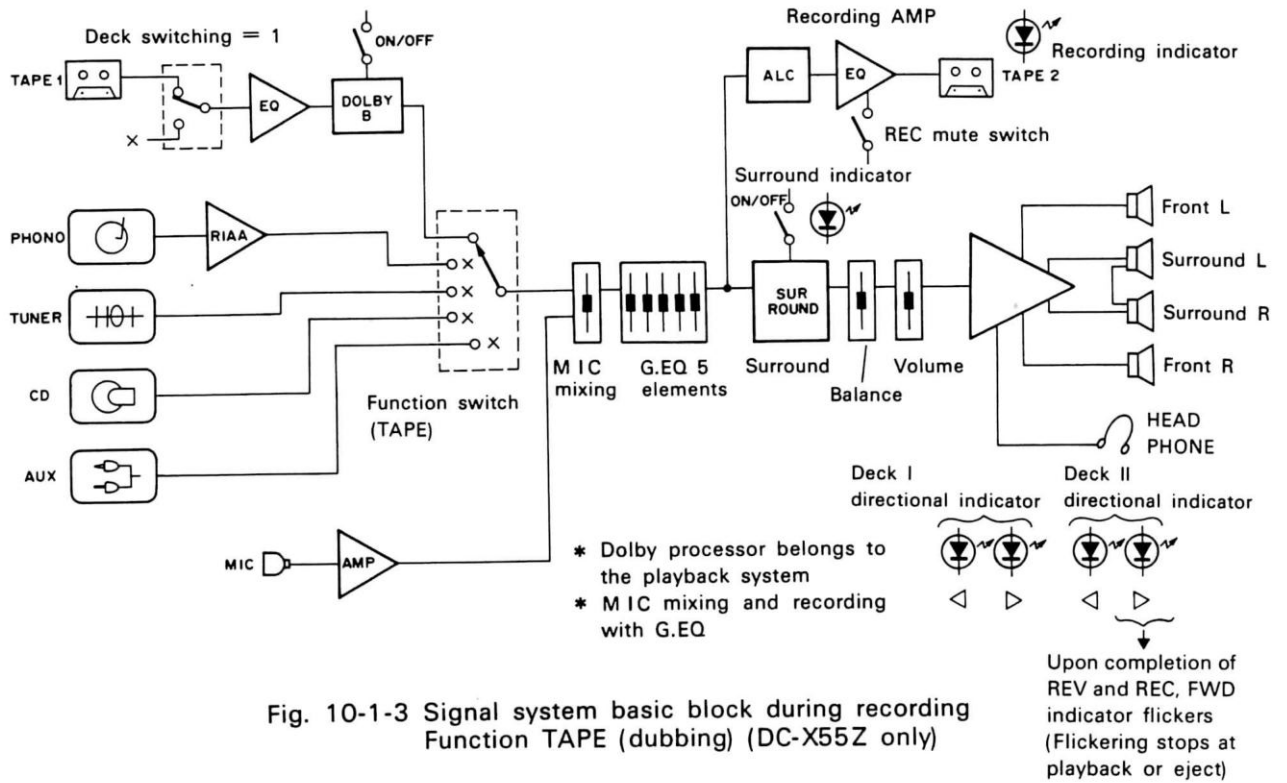 Deck switching = 1
ON/OFF
TAPE 1
EQ
DOLBY
B
×
Recording AMP
Recording indicator
ALC
EQ
TAPE 2
REC mute switch
Surround indicator
ON/OFF
PHONO
RIAA
TUNER
CD
AUX
×
×
×
×
Function switch
(TAPE)
MIC
mixing
G.EQ 5
elements
SUR
ROUND
Surround
Balance
Volume
Front L
Surround L
Surround R
Front R
HEAD
PHONE
MIC
AMP
* Dolby processor belongs to
the playback system
* MIC mixing and recording
with G.EQ
Deck I
directional indicator
Deck II
directional indicator
Upon completion of
REV and REC, FWD
indicator flickers
(Flickering stops at
playback or eject)
Fig. 10-1-3 Signal system basic block during recording
Function TAPE (dubbing) (DC-X55Z only)